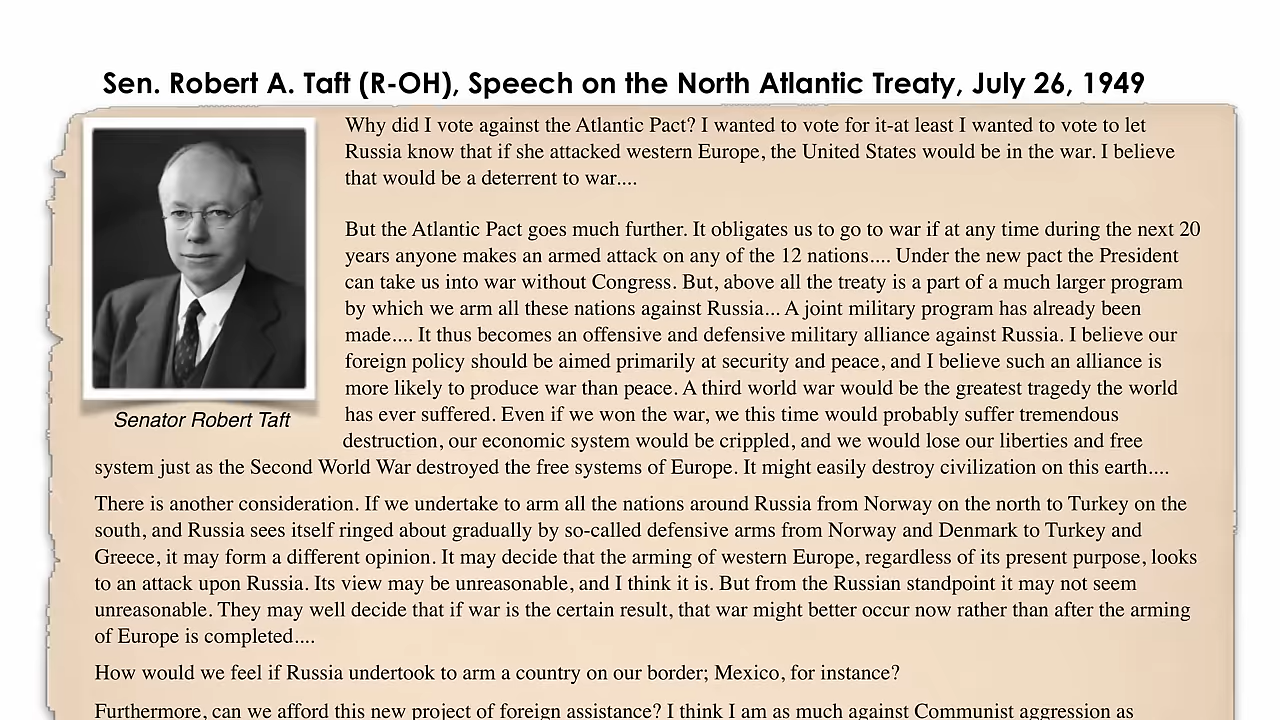 Sen. Robert A. Taft (R-OH), Speech on the North Atlantic Treaty, July 26, 1949
Why did I vote against the Atlantic Pact? I wanted to vote for it-at least I wanted to vote to let
Russia know that if she attacked western Europe, the United States would be in the war. I believe
that would be a deterrent to war....
But the Atlantic Pact goes much further. It obligates us to go to war if at any time during the next 20
years anyone makes an armed attack on any of the 12 nations.... Under the new pact the President
can take us into war without Congress. But, above all the treaty is a part of a much larger program
by which we arm all these nations against Russia... A joint military program has already been
made.... It thus becomes an offensive and defensive military alliance against Russia. I believe our
foreign policy should be aimed primarily at security and peace, and I believe such an alliance is
more likely to produce war than peace. A third world war would be the greatest tragedy the world
has ever suffered. Even if we won the war, we this time would probably suffer tremendous
destruction, our economic system would be crippled, and we would lose our liberties and free
system just as the Second World War destroyed the free systems of Europe. It might easily destroy civilization on this earth....
Senator Robert Taft
There is another consideration. If we undertake to arm all the nations around Russia from Norway on the north to Turkey on the
south, and Russia sees itself ringed about gradually by so-called defensive arms from Norway and Denmark to Turkey and
Greece, it may form a different opinion. It may decide that the arming of western Europe, regardless of its present purpose, looks
to an attack upon Russia. Its view may be unreasonable, and I think it is. But from the Russian standpoint it may not seem
unreasonable. They may well decide that if war is the certain result, that war might better occur now rather than after the arming
of Europe is completed....
How would we feel if Russia undertook to arm a country on our border; Mexico, for instance?
Furthermore, can we afford this new project of foreign assistance? I think I am as much against Communist aggression as